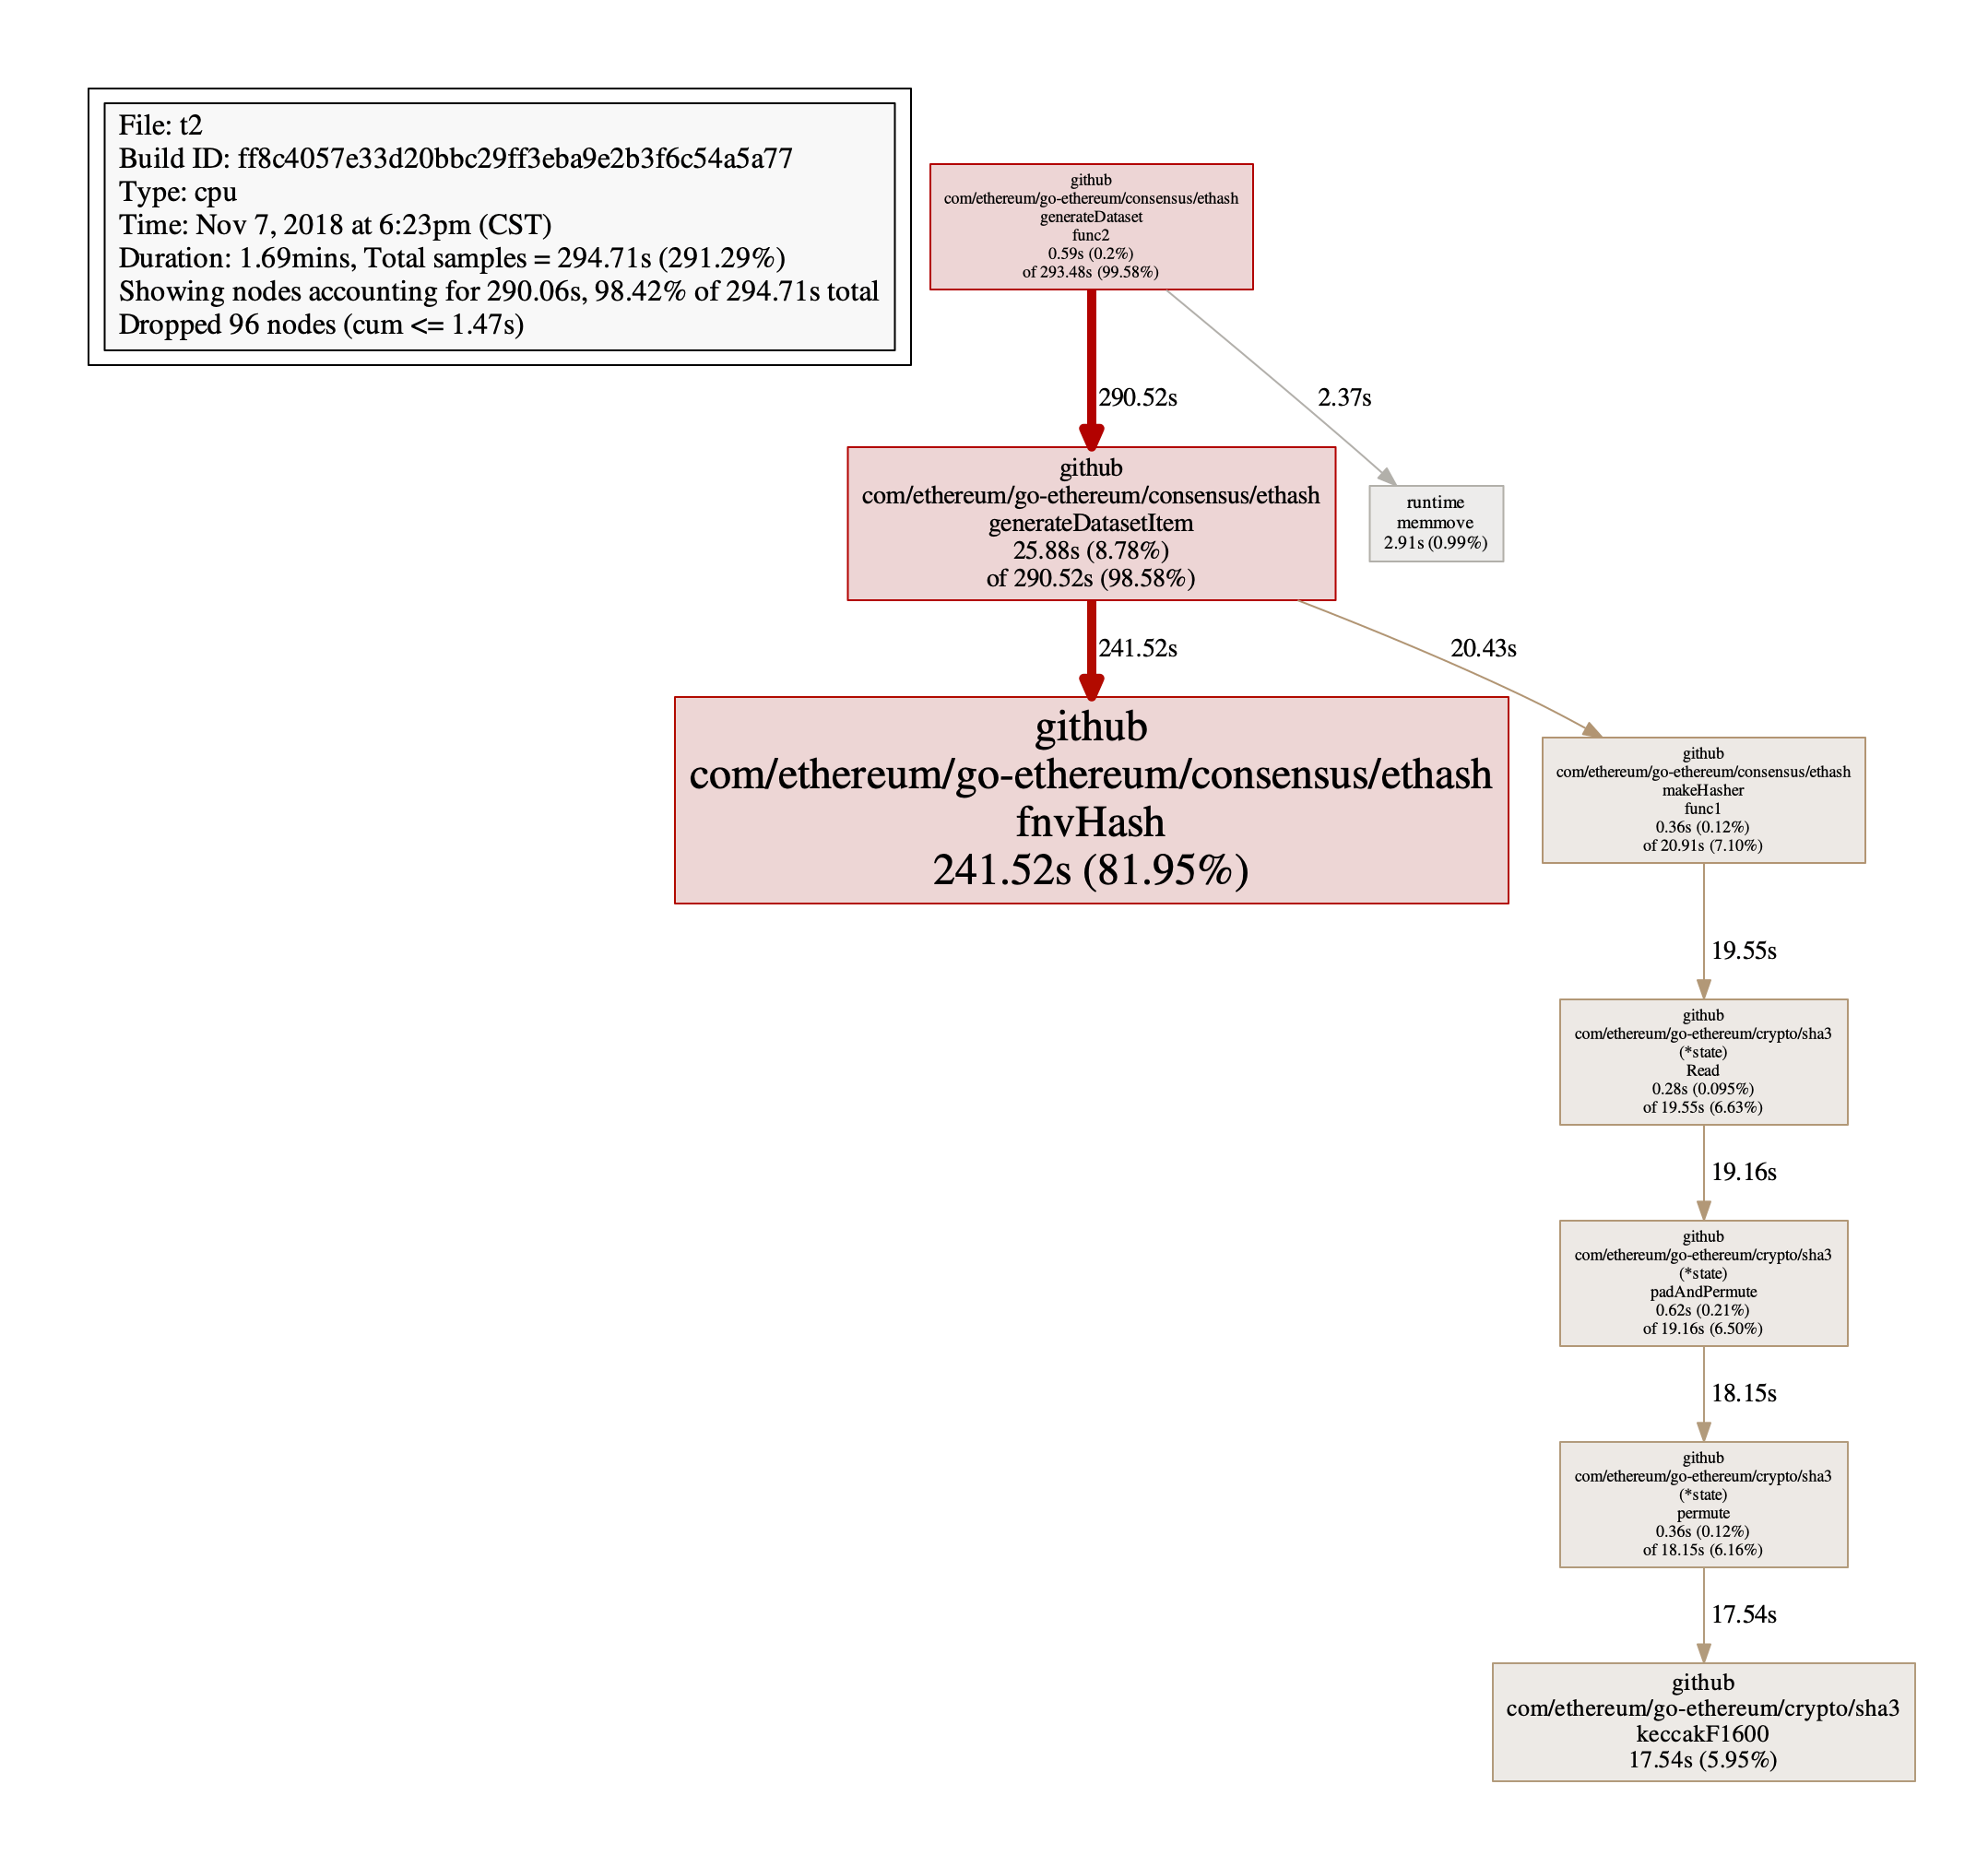 File: t2
Build ID: ff8c4057e33d20bbc29ff3eba9e2b3f6c54a5a77
Type: cpu
Time: Nov 7, 2018 at 6:23pm (CST)
Duration: 1.69mins, Total samples = 294.71s (291.29%)
Showing nodes accounting for 290.06s, 98.42% of 294.71s total
Dropped 96 nodes (cum <= 1.47s)
github
com/ethereum/go-ethereum/consensus/ethash
generateDataset
func2
0.59s (0.2%)
of 293.48s (99.58%)
290.52s
2.37s
github
com/ethereum/go-ethereum/consensus/ethash
generateDatasetItem
25.88s (8.78%)
of 290.52s (98.58%)
runtime
memmove
2.91s (0.99%)
241.52s
20.43s
github
com/ethereum/go-ethereum/consensus/ethash
fnvHash
241.52s (81.95%)
github
com/ethereum/go-ethereum/consensus/ethash
makeHasher
func1
0.36s (0.12%)
of 20.91s (7.10%)
19.55s
github
com/ethereum/go-ethereum/crypto/sha3
(*state)
Read
0.28s (0.095%)
of 19.55s (6.63%)
19.16s
github
com/ethereum/go-ethereum/crypto/sha3
(*state)
padAndPermute
0.62s (0.21%)
of 19.16s (6.50%)
18.15s
github
com/ethereum/go-ethereum/crypto/sha3
(*state)
permute
0.36s (0.12%)
of 18.15s (6.16%)
17.54s
github
com/ethereum/go-ethereum/crypto/sha3
keccakF1600
17.54s (5.95%)